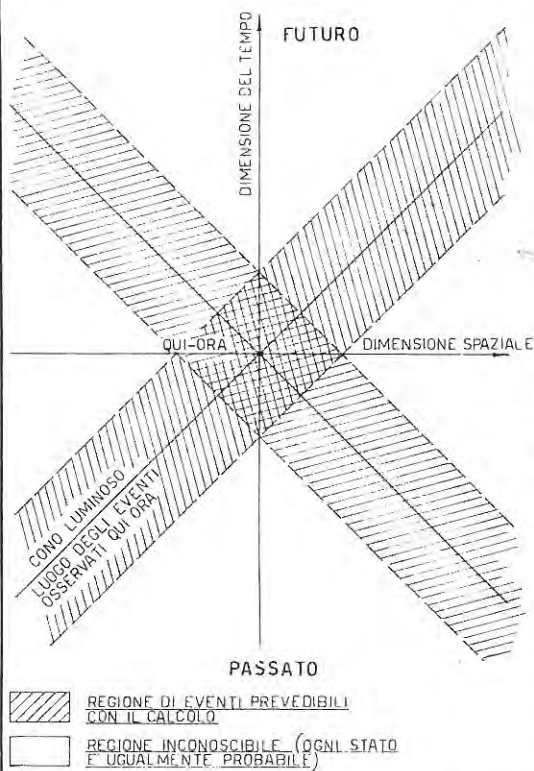 FUTURO
DIMENSIONE DEL TEMPO
QUI-ORA
DIMENSIONE SPAZIALE
CONO LUMINOSO
LUOGO DEGLI EVENTI
OSSERVATI QUI ORA
PASSATO
REGIONE DI EVENTI PREVEDIBILI
CON IL CALCOLO
REGIONE INCONOSCIBILE (OGNI STATO
E' UGUALMENTE PROBABILE)